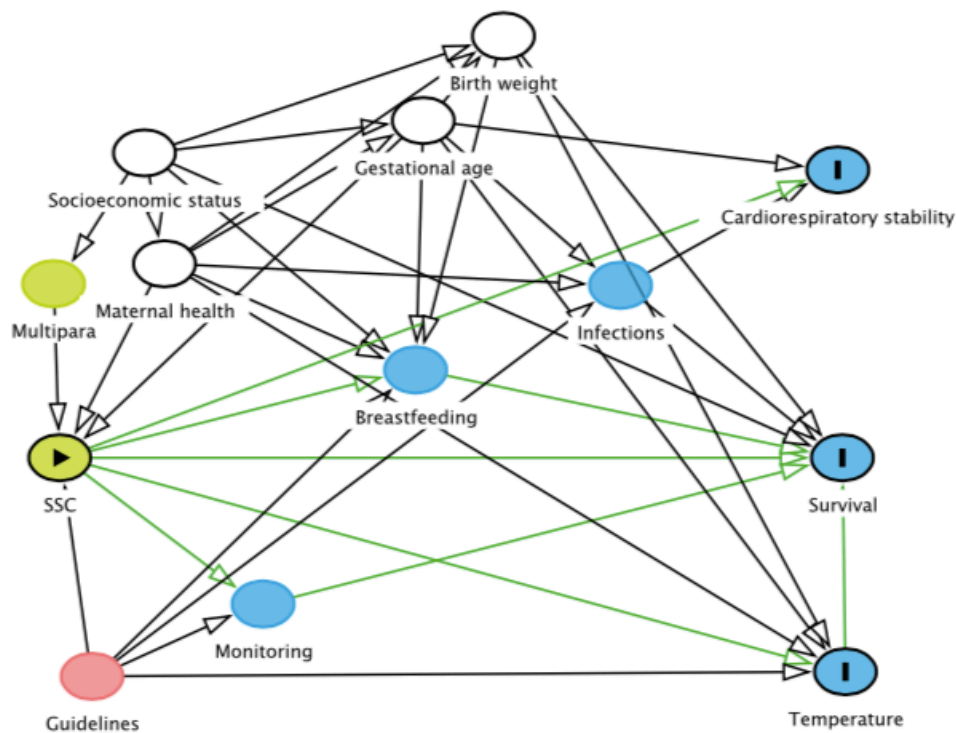 Birth weight
Gestational age
Socioeconomic status
Cardiorespiratory stability
Multipara
Maternal health
Infections
Breastfeeding
SSC
Survival
Monitoring
Guidelines
Temperature